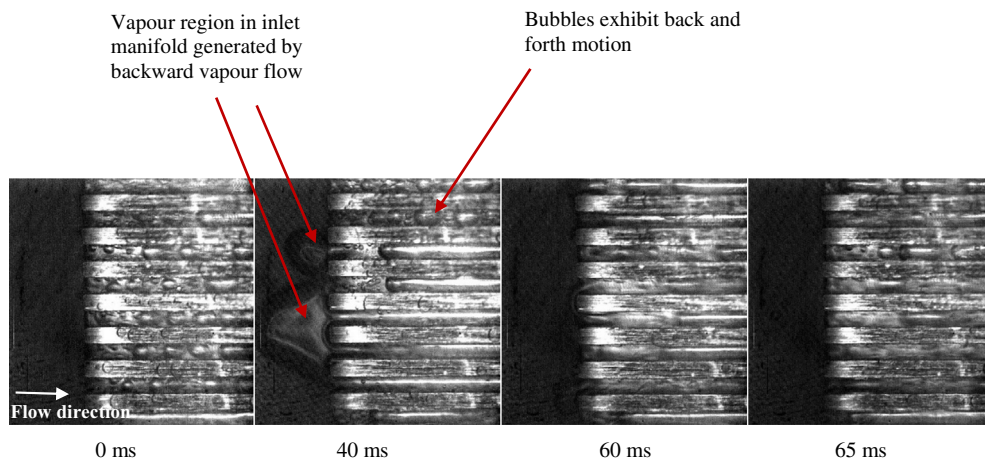 Vapour region in inlet
manifold generated by
backward vapour flow
Bubbles exhibit back and
forth motion
Flow direction
0 ms
40 ms
60 ms
65 ms